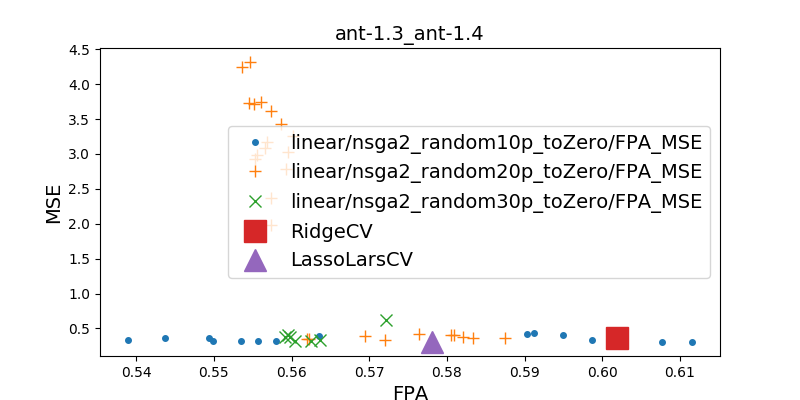 ant-1.3_ant-1.4
4.5
4.0
3.5
3.0
2.5
2.0
1.5
1.0
0.5
MSE
linear/nsga2_random10p_toZero/FPA_MSE
linear/nsga2_random20p_toZero/FPA_MSE
linear/nsga2_random30p_toZero/FPA_MSE
RidgeCV
LassoLarsCV
0.54 0.55 0.56 0.57 0.58 0.59 0.60 0.61
FPA